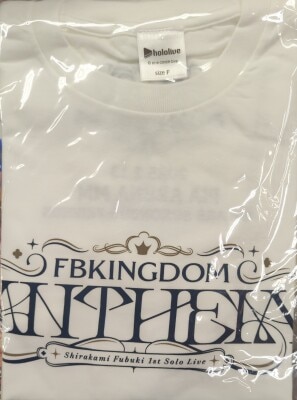 hololive
size F
FBKINGDOM
ANTHEM
Shirakami Fubuki 1st Solo Live